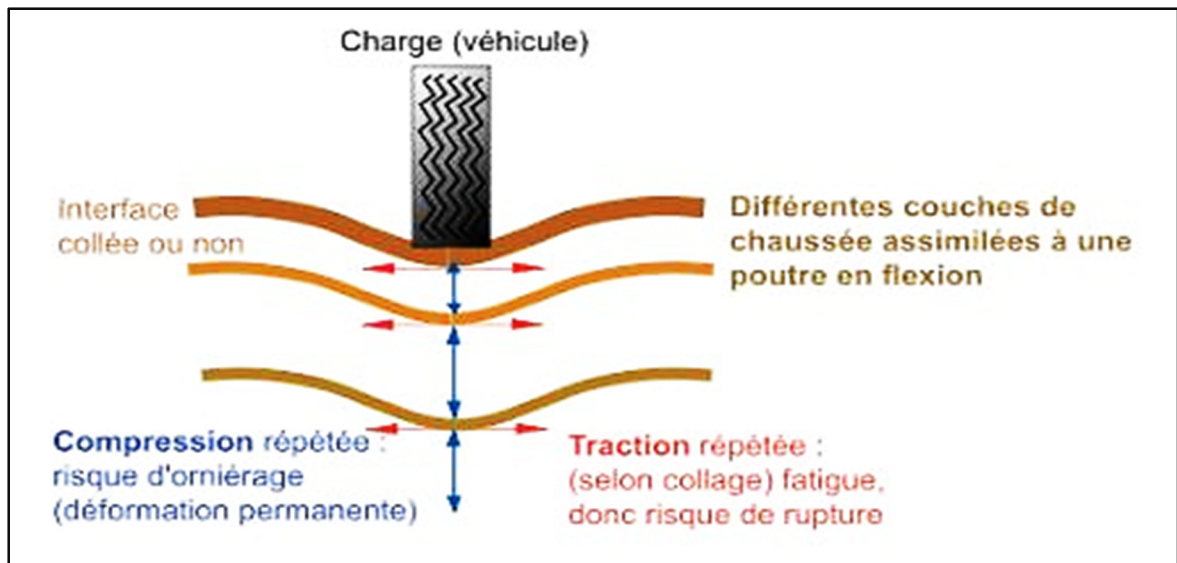 Charge (véhicule)
Interface
collée ou non
Différentes couches de
chaussée assimilées à une
poutre en flexion
Compression répétée :
risque d'orniérage
(déformation permanente)
Traction répétée :
(selon collage) fatigue,
donc risque de rupture